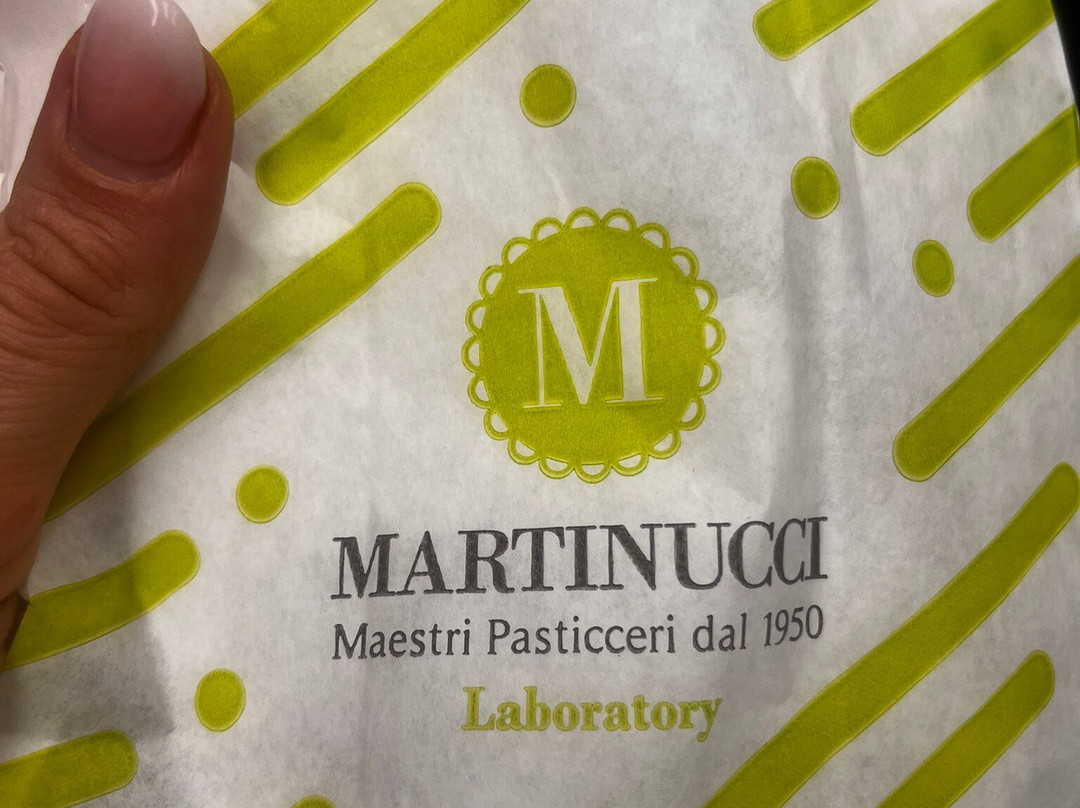 M
MARTINUCCI
Maestri Pasticceri dal 1950
Laboratory